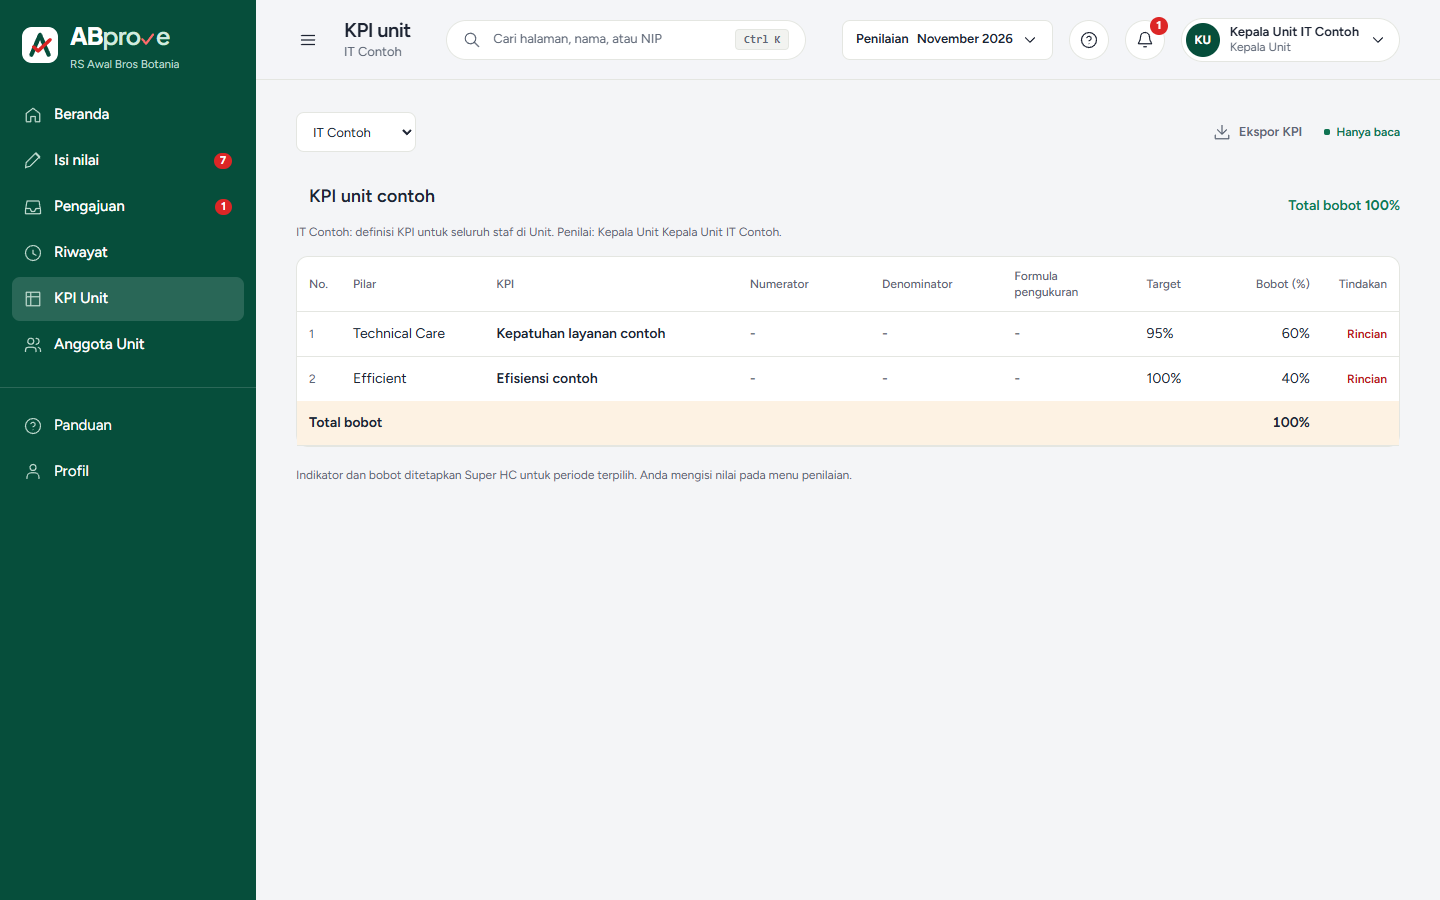 ABprove
RS Awal Bros Botania
Beranda
Isi nilai 7
Pengajuan 1
Riwayat
KPI Unit
Anggota Unit
Panduan
Profil
KPI unit
IT Contoh
Cari halaman, nama, atau NIP Ctrl K
Penilaian November 2026
1
KU
Kepala Unit IT Contoh
Kepala Unit
IT Contoh
Ekspor KPI
Hanya baca
KPI unit contoh
Total bobot 100%
IT Contoh: definisi KPI untuk seluruh staf di Unit. Penilai: Kepala Unit Kepala Unit IT Contoh.
No. Pilar KPI Numerator Denominator Formula pengukuran Target Bobot (%) Tindakan
1 Technical Care Kepatuhan layanan contoh - - - 95% 60% Rincian
2 Efficient Efisiensi contoh - - - 100% 40% Rincian
Total bobot 100%
Indikator dan bobot ditetapkan Super HC untuk periode terpilih. Anda mengisi nilai pada menu penilaian.